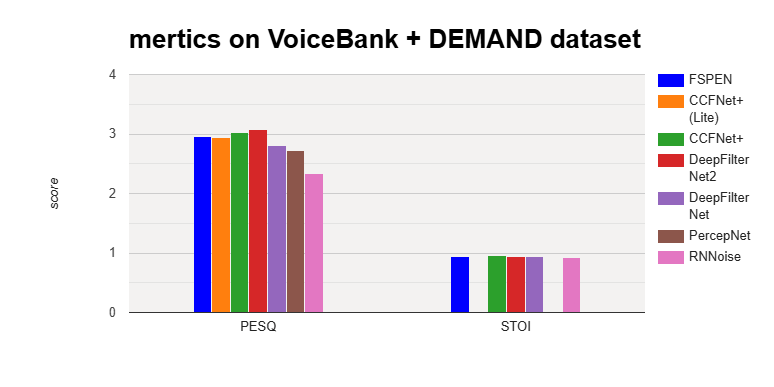 mertics on VoiceBank + DEMAND dataset
4
3
2
1
0
score
PESQ
STOI
FSPEN
CCFNet+
(Lite)
CCFNet+
DeepFilter
Net2
DeepFilter
Net
PercepNet
RNNoise